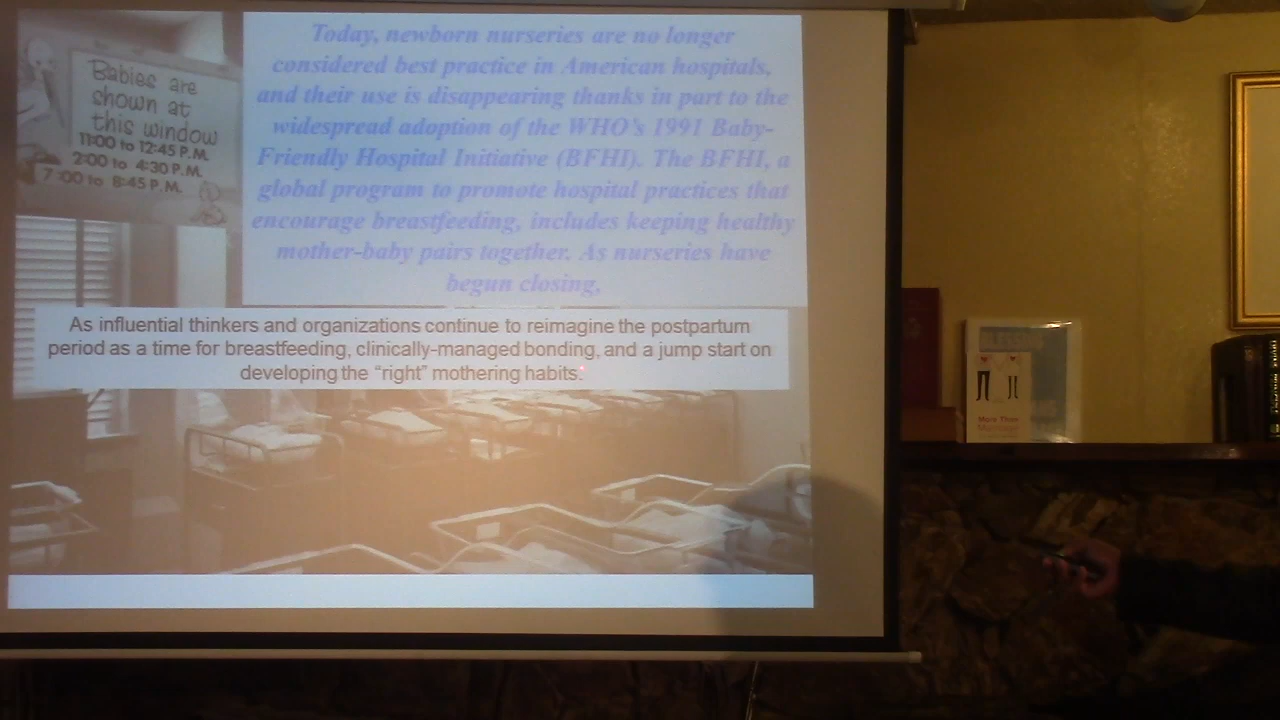 Today, newborn nurseries are no longer
considered best practice in American hospitals,
and their use is disappearing thanks in part to the
widespread adoption of the WHO's 1991 Baby-
Friendly Hospital Initiative (BFHI). The BFHI, a
global program to promote hospital practices that
encourage breastfeeding, includes keeping healthy
mother-baby pairs together. As nurseries have
begun closing,
Babies are
shown at
this window
11:00 to 12:45 P.M.
2:00 to 4:30 P.M.
7:00 to 8:45 P.M.
As influential thinkers and organizations continue to reimagine the postpartum
period as a time for breastfeeding, clinically-managed bonding, and a jump start on
developing the “right” mothering habits.
More Than